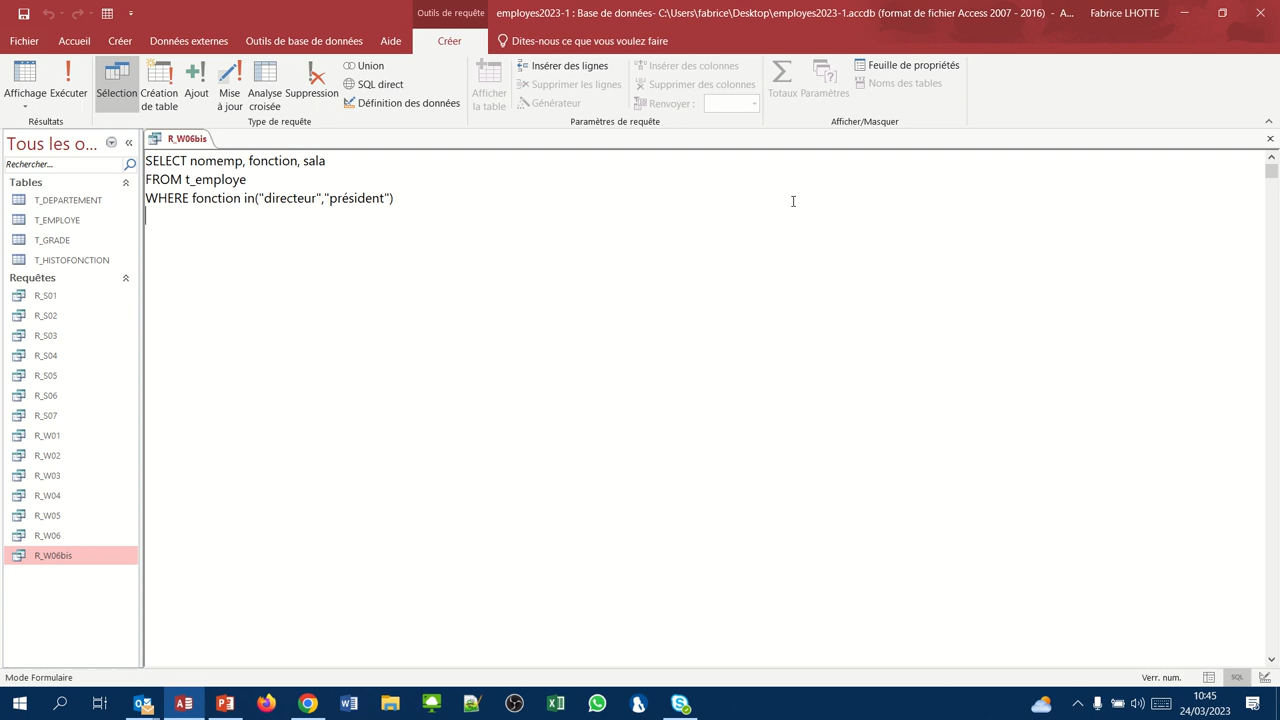 Outils de requête
employes2023-1 : Base de données- C:\Users\fabrice\Desktop\employes2023-1.accdb (format de fichier Access 2007 - 2016) - A...
Fabrice LHOTTE
Fichier
Accueil
Créer
Données externes
Outils de base de données
Aide
Créer
Dites-nous ce que vous voulez faire
Affichage
Exécuter
Résultats
Sélection
Création
de table
Ajout
Mise
à jour
Analyse
croisée
Suppression
Union
SQL direct
Définition des données
Type de requête
Afficher
la table
Insérer des lignes
Supprimer les lignes
Générateur
Insérer des colonnes
Supprimer des colonnes
Renvoyer :
Paramètres de requête
Totaux
Paramètres
Feuille de propriétés
Noms des tables
Afficher/Masquer
Tous les o...
Rechercher...
Tables
T_DEPARTEMENT
T_EMPLOYE
T_GRADE
T_HISTOFONCTION
Requêtes
R_S01
R_S02
R_S03
R_S04
R_S05
R_S06
R_S07
R_W01
R_W02
R_W03
R_W04
R_W05
R_W06
R_W06bis
R_W06bis
SELECT nomemp, fonction, sala
FROM t_employe
WHERE fonction in("directeur","président")
Mode Formulaire
Verr. num.
SQL
10:45
24/03/2023